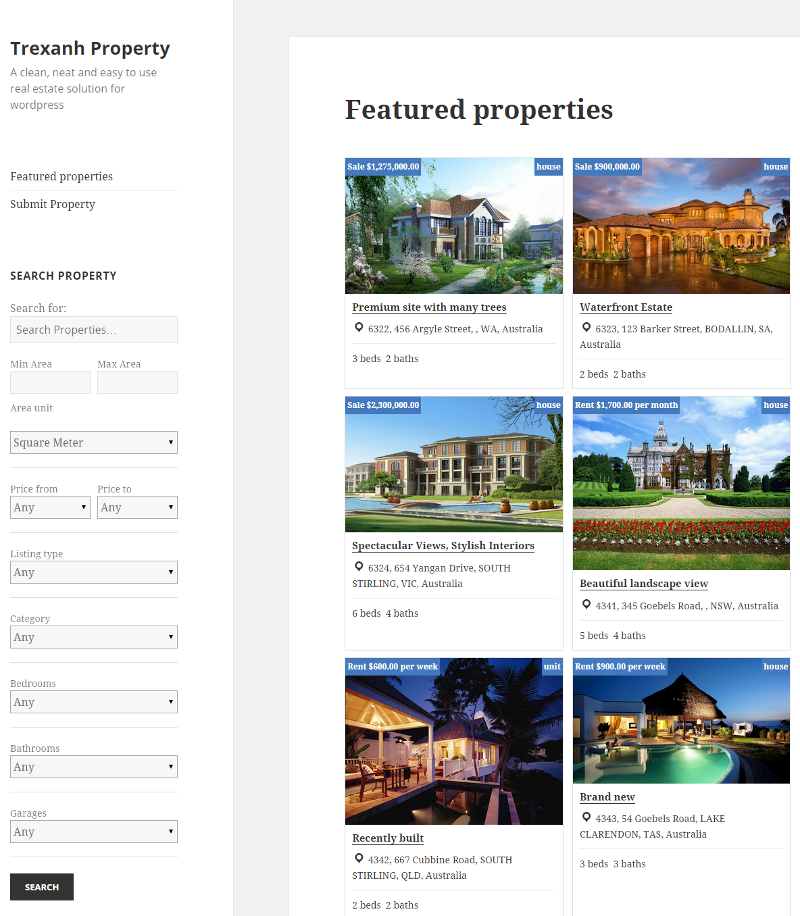 Trexanh Property
A clean, neat and easy to use
real estate solution for
wordpress
Featured properties
Submit Property
SEARCH PROPERTY
Search for:
Search Properties...
Min Area Max Area
Area unit
Square Meter
Price from Price to
Any Any
Listing type
Any
Category
Any
Bedrooms
Any
Bathrooms
Any
Garages
Any
SEARCH
Featured properties
Sale $1,275,000.00 house
Premium site with many trees
6322, 456 Argyle Street, , WA, Australia
3 beds 2 baths
Sale $900,000.00 house
Waterfront Estate
6323, 123 Barker Street, BODALLIN, SA,
Australia
2 beds 2 baths
Sale $2,300,000.00 house
Spectacular Views, Stylish Interiors
6324, 654 Yangan Drive, SOUTH
STIRLING, VIC, Australia
6 beds 4 baths
Rent $1,700.00 per month house
Beautiful landscape view
4341, 345 Goebels Road, , NSW, Australia
5 beds 4 baths
Rent $600.00 per week unit
Recently built
4342, 667 Cubbine Road, SOUTH
STIRLING, QLD, Australia
2 beds 2 baths
Rent $900.00 per week house
Brand new
4343, 54 Goebels Road, LAKE
CLARENDON, TAS, Australia
3 beds 3 baths